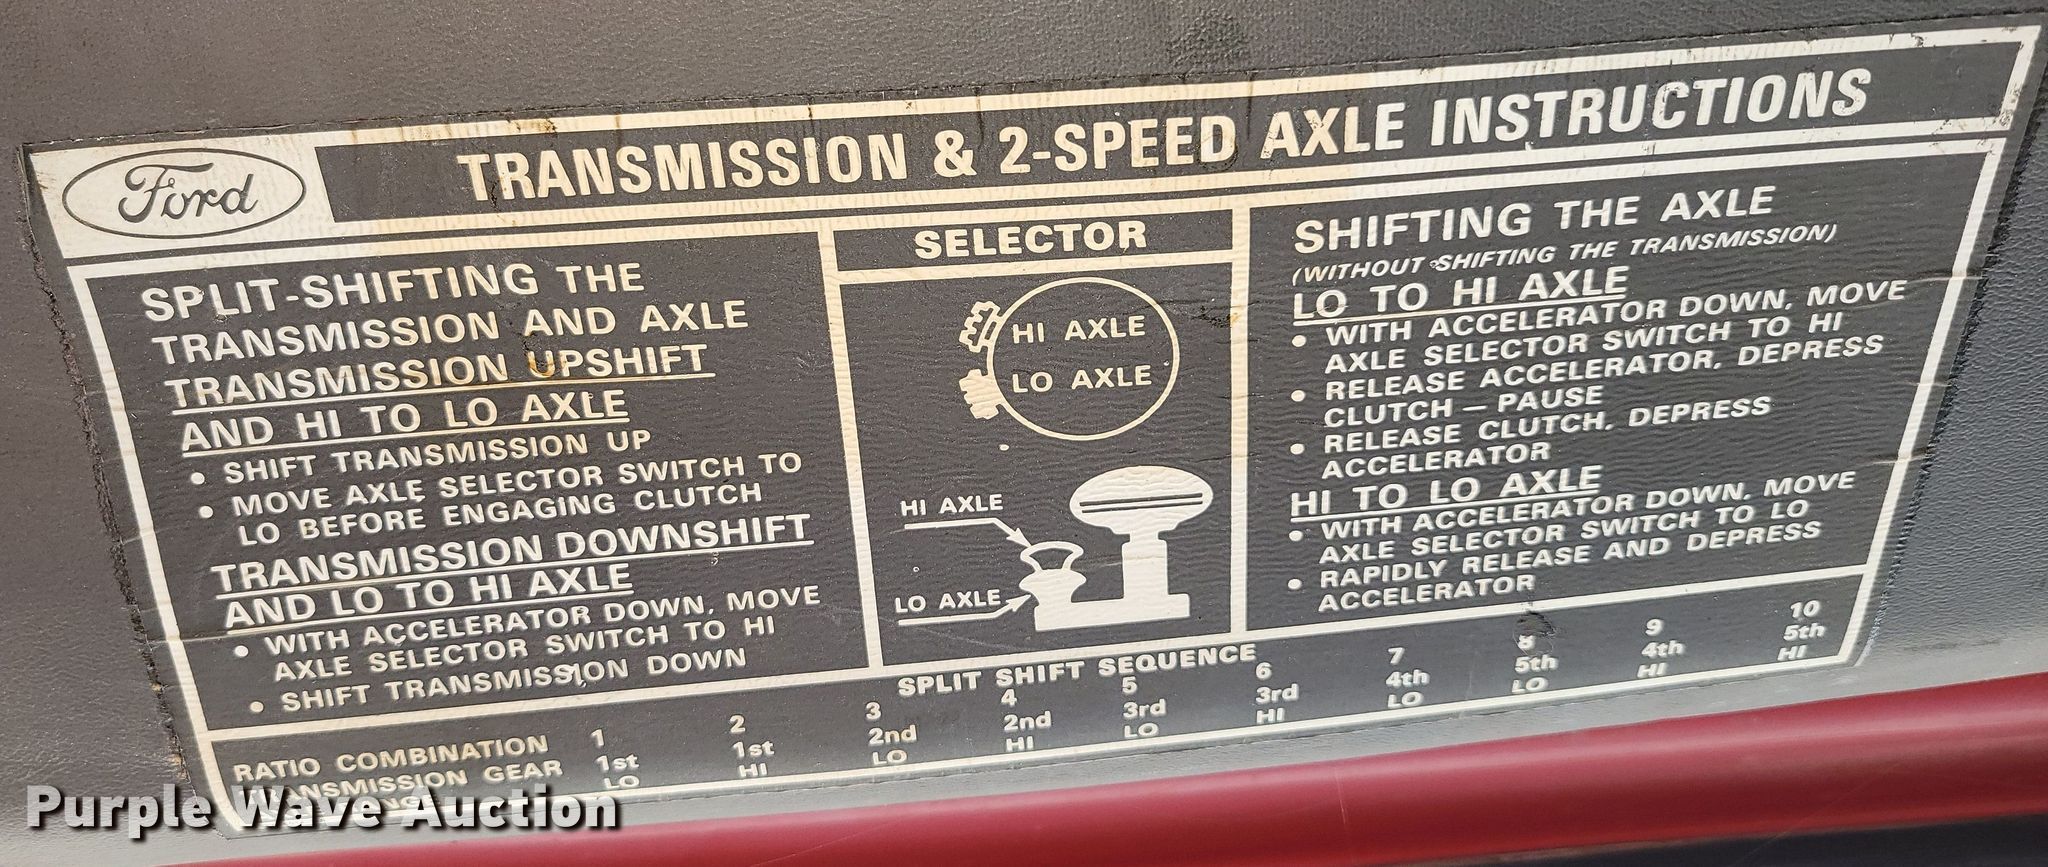 Ford
TRANSMISSION & 2-SPEED AXLE INSTRUCTIONS
SPLIT-SHIFTING THE
TRANSMISSION AND AXLE
TRANSMISSION UPSHIFT
AND HI TO LO AXLE
• SHIFT TRANSMISSION UP
• MOVE AXLE SELECTOR SWITCH TO
LO BEFORE ENGAGING CLUTCH
TRANSMISSION DOWNSHIFT
AND LO TO HI AXLE
• WITH ACCELERATOR DOWN, MOVE
AXLE SELECTOR SWITCH TO HI
• SHIFT TRANSMISSION DOWN
SELECTOR
HI AXLE
LO AXLE
HI AXLE
LO AXLE
SHIFTING THE AXLE
(WITHOUT SHIFTING THE TRANSMISSION)
LO TO HI AXLE
• WITH ACCELERATOR DOWN, MOVE
AXLE SELECTOR SWITCH TO HI
• RELEASE ACCELERATOR, DEPRESS
CLUTCH — PAUSE
• RELEASE CLUTCH, DEPRESS
ACCELERATOR
HI TO LO AXLE
• WITH ACCELERATOR DOWN, MOVE
AXLE SELECTOR SWITCH TO LO
• RAPIDLY RELEASE AND DEPRESS
ACCELERATOR
SPLIT SHIFT SEQUENCE
RATIO COMBINATION 1 2 3 4 5 6 7 8 9 10
TRANSMISSION GEAR 1st 1st 2nd 2nd 3rd 3rd 4th 5th 4th 5th
LO HI LO HI LO HI LO LO HI HI
Purple Wave Auction